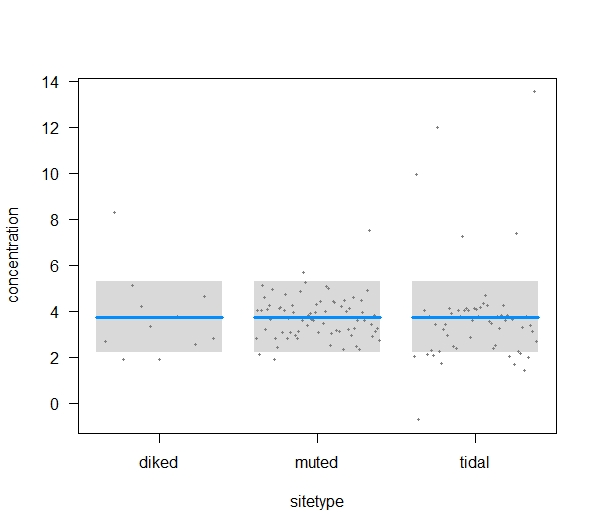 14
12
10
8
6
4
2
0
concentration
diked muted tidal
sitetype